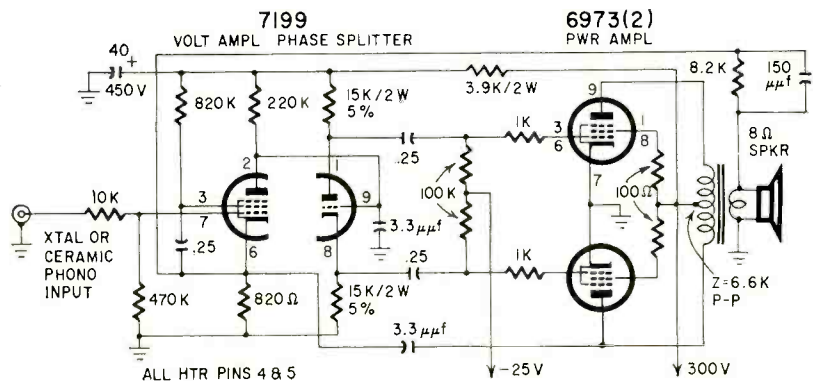 7199
VOLT AMPL PHASE SPLITTER
6973(2)
PWR AMPL
40
+
450V
820K
220K
15K/2W
5%
3.9K/2W
8.2K
150
μμf
8Ω
SPKR
9
1
8
3
6
7
1K
.25
2
1
9
3
7
6
8
10K
100K
100Ω
3.3μμf
.25
.25
XTAL OR
CERAMIC
PHONO
INPUT
470K
820Ω
15K/2W
5%
1K
3.3μμf
Z=6.6K
P-P
-25V
300V
ALL HTR PINS 4 & 5